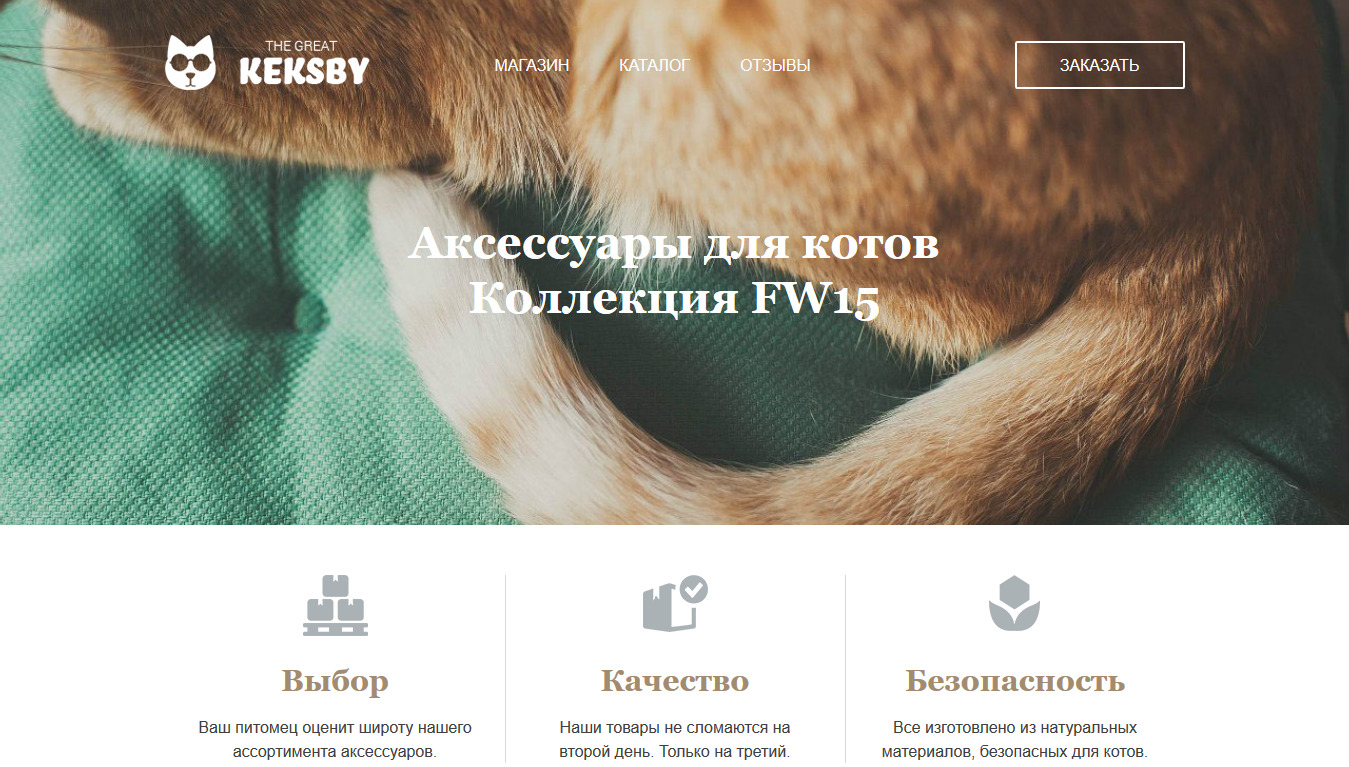 THE GREAT
KEKSBY
МАГАЗИН
КАТАЛОГ
ОТЗЫВЫ
ЗАКАЗАТЬ
Аксессуары для котов
Коллекция FW15
Выбор
Ваш питомец оценит широту нашего
ассортимента аксессуаров.
Качество
Наши товары не сломаются на
второй день. Только на третий.
Безопасность
Все изготовлено из натуральных
материалов, безопасных для котов.